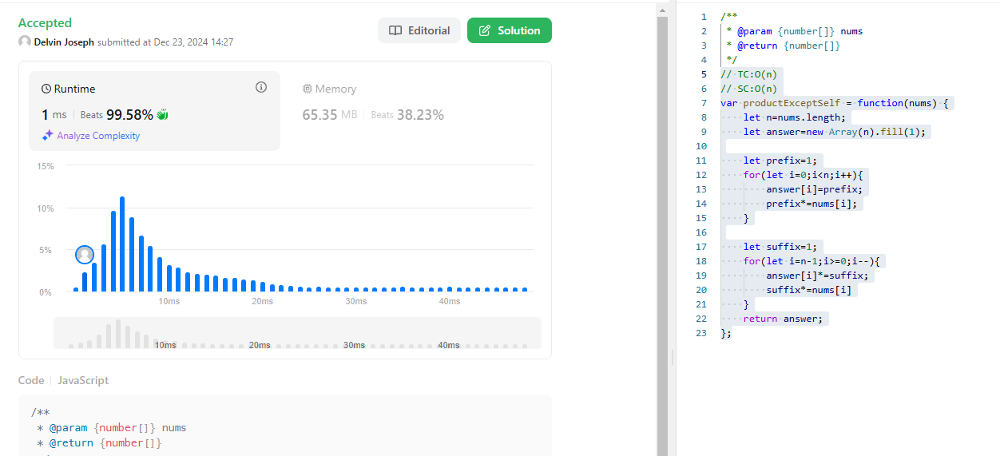 Accepted
Delvin Joseph submitted at Dec 23, 2024 14:27
Editorial
Solution
Runtime
1 ms
Beats 99.58%
Analyze Complexity
Memory
65.35 MB
Beats 38.23%
15%
10%
5%
0%
10ms
20ms
30ms
40ms
10ms
20ms
30ms
40ms
Code
JavaScript
/**
* @param {number[]} nums
* @return {number[]}
1 /**
2 * @param {number[]} nums
3 * @return {number[]}
4 */
5 // TC:O(n)
6 // SC:O(n)
7 var productExceptSelf = function(nums) {
8     let n=nums.length;
9     let answer=new Array(n).fill(1);
10
11     let prefix=1;
12     for(let i=0;i<n;i++){
13         answer[i]=prefix;
14         prefix*=nums[i];
15     }
16
17     let suffix=1;
18     for(let i=n-1;i>=0;i--){
19         answer[i]*=suffix;
20         suffix*=nums[i]
21     }
22     return answer;
23 };